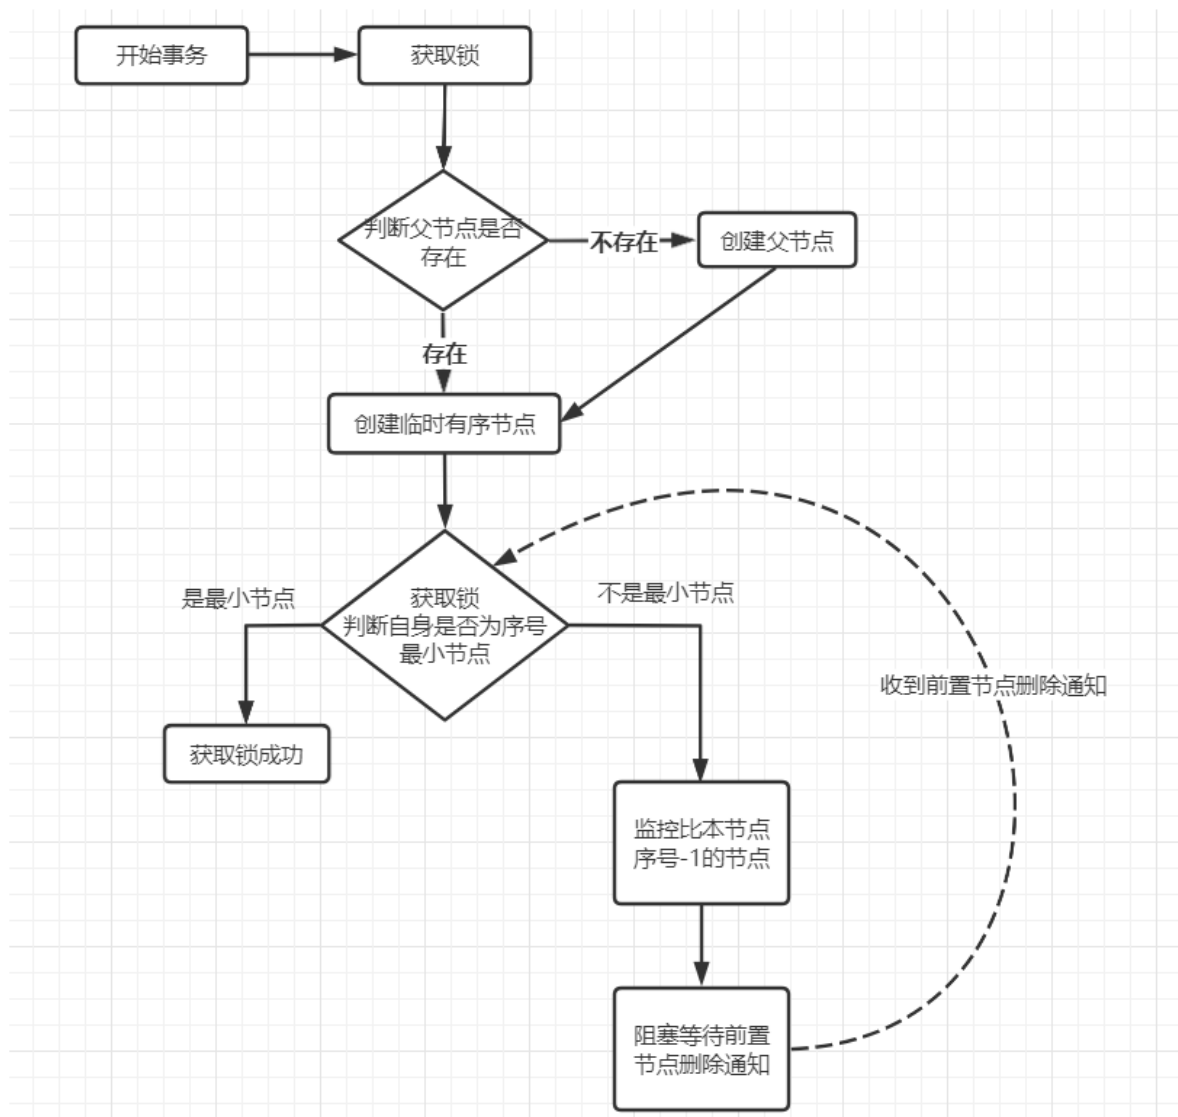 开始事务
获取锁
判断父节点是否
存在
不存在
创建父节点
存在
创建临时有序节点
是最小节点
获取锁
判断自身是否为序号
最小节点
不是最小节点
收到前置节点删除通知
获取锁成功
监控比本节点
序号-1的节点
阻塞等待前置
节点删除通知